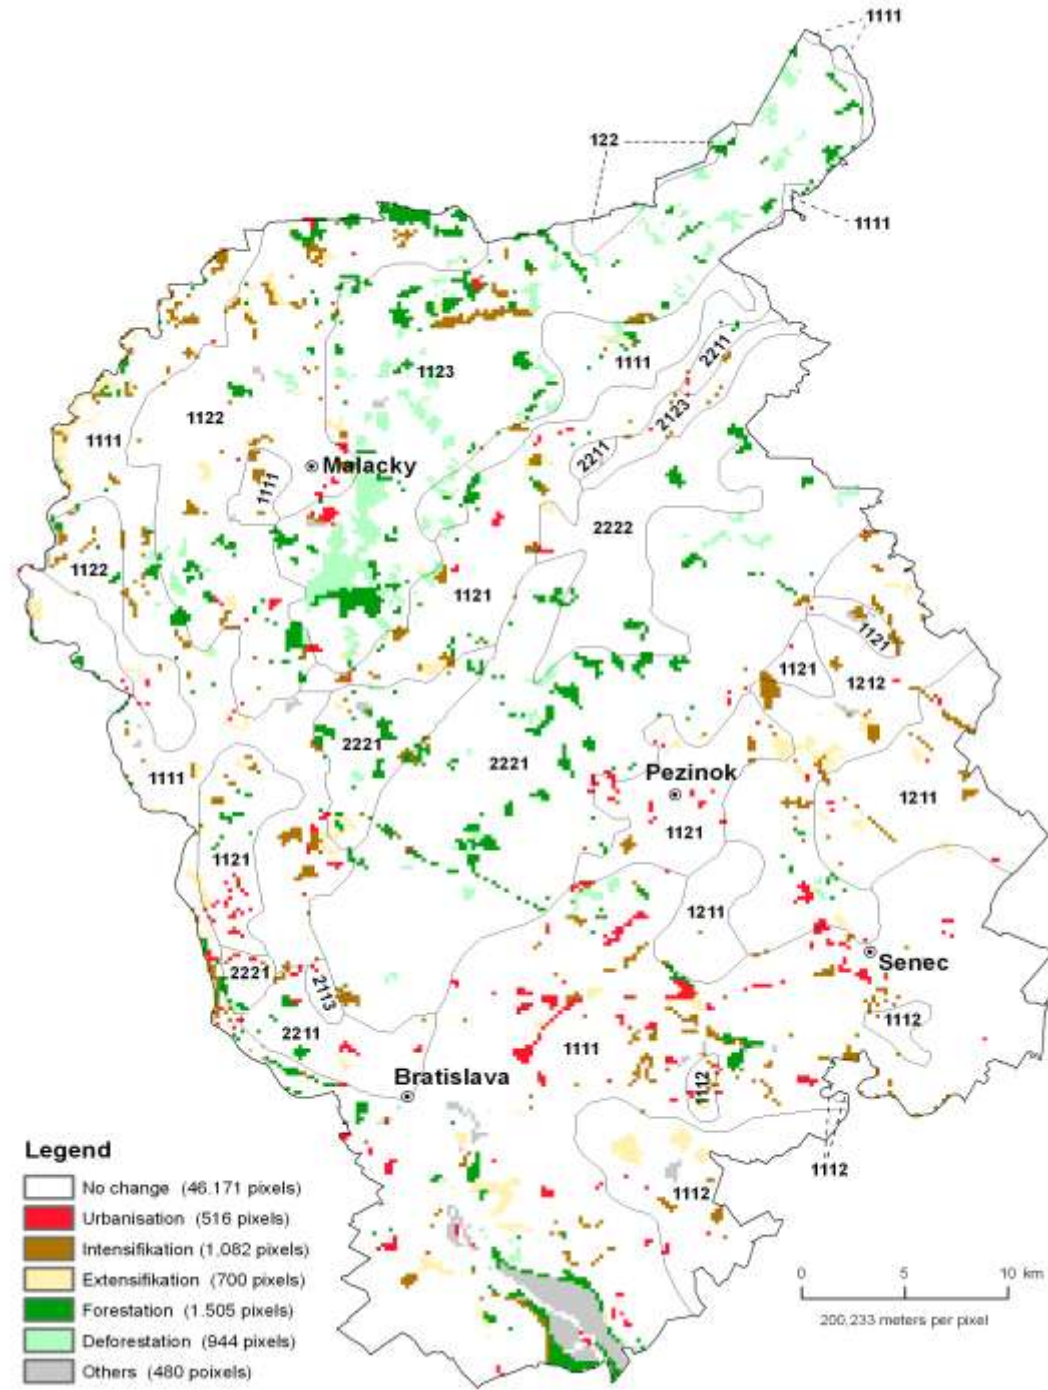 1111
122
1111
2211
1111
1123
2123
1122
1111
2211
Malacky
1111
2222
1122
1121
1121
1121
1212
2221
2221
1111
Pezinok
1211
1121
1121
1211
Senec
2221
2113
1112
2211
1111
Bratislava
1112
1112
1112
Legend
No change (46.171 pixels)
Urbanisation (516 pixels)
Intensifikation (1.082 pixels)
Extensifikation (700 pixels)
Forestation (1.505 pixels)
Deforestation (944 pixels)
Others (480 poixels)
0 5 10 km
200,233 meters per pixel